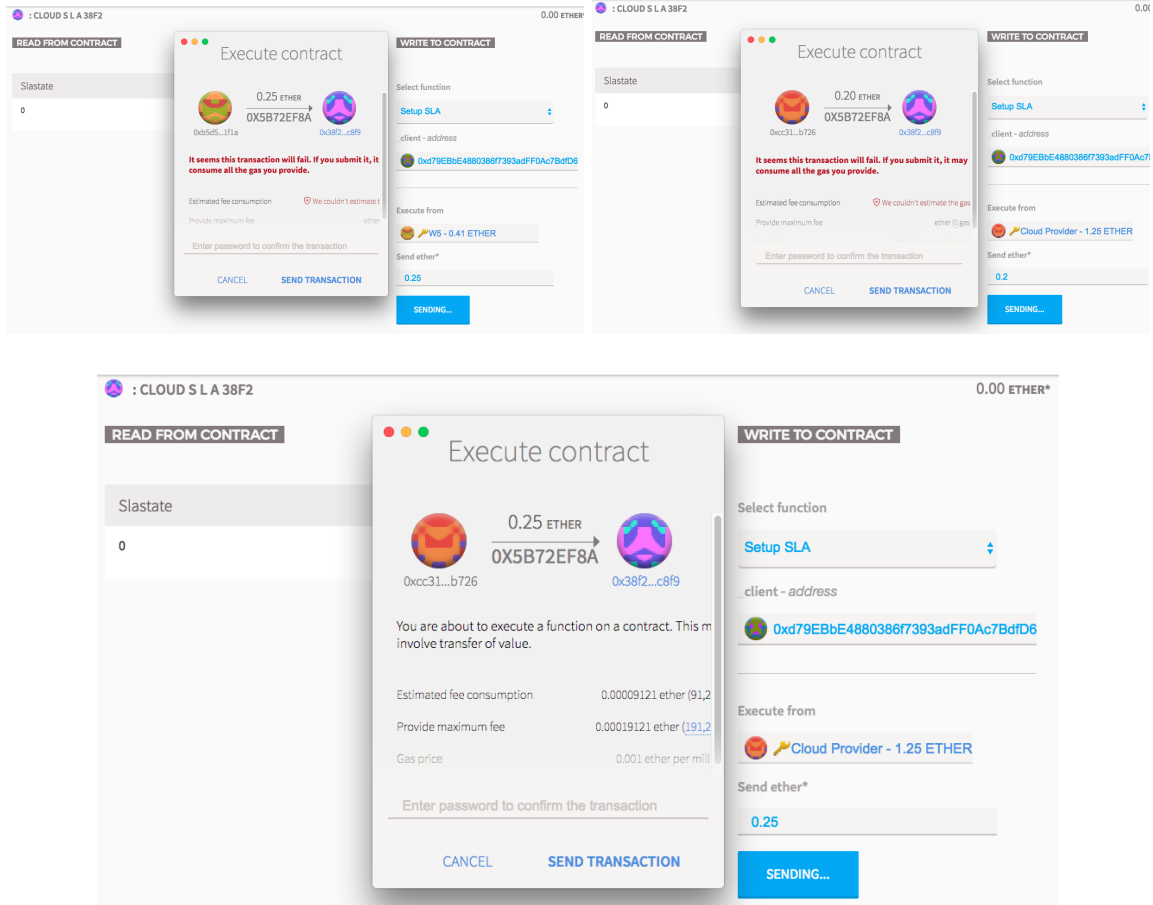 : CLOUD S L A 38F2
0.00 ETHER*
READ FROM CONTRACT
Slastate
0
Execute contract
0.25 ETHER
0X5B72EF8A
0xb5d5...1f1a
0x38f2...c8f9
It seems this transaction will fail. If you submit it, it
consume all the gas you provide.
Estimated fee consumption
We couldn't estimate t
Provide maximum fee
ether
Enter password to confirm the transaction
CANCEL
SEND TRANSACTION
WRITE TO CONTRACT
Select function
Setup SLA
_client - address
0xd79EBbE4880386f7393adFF0Ac7BdfD6
Execute from
W5 - 0.41 ETHER
Send ether*
0.25
SENDING...
: CLOUD S L A 38F2
0.00
READ FROM CONTRACT
Slastate
0
Execute contract
0.20 ETHER
0X5B72EF8A
0xcc31...b726
0x38f2...c8f9
It seems this transaction will fail. If you submit it, it may
consume all the gas you provide.
Estimated fee consumption
We couldn't estimate the gas
Provide maximum fee
ether (0 gas
Enter password to confirm the transaction
CANCEL
SEND TRANSACTION
WRITE TO CONTRACT
Select function
Setup SLA
_client - address
0xd79EBbE4880386f7393adFF0Ac7
Execute from
Cloud Provider - 1.25 ETHER
Send ether*
0.2
SENDING...
: CLOUD S L A 38F2
0.00 ETHER*
READ FROM CONTRACT
Slastate
0
Execute contract
0.25 ETHER
0X5B72EF8A
0xcc31...b726
0x38f2...c8f9
You are about to execute a function on a contract. This m
involve transfer of value.
Estimated fee consumption
0.00009121 ether (91,2
Provide maximum fee
0.00019121 ether (191,2
Gas price
0.001 ether per mill
Enter password to confirm the transaction
CANCEL
SEND TRANSACTION
WRITE TO CONTRACT
Select function
Setup SLA
_client - address
0xd79EBbE4880386f7393adFF0Ac7BdfD6
Execute from
Cloud Provider - 1.25 ETHER
Send ether*
0.25
SENDING...